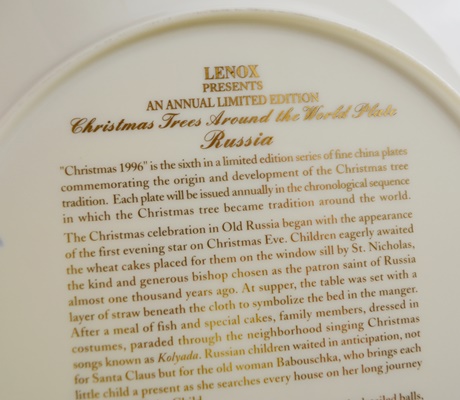 LENOX
PRESENTS
AN ANNUAL LIMITED EDITION
Christmas Trees Around the World Plate
Russia
"Christmas 1996" is the sixth in a limited edition series of fine china plates
commemorating the origin and development of the Christmas tree
tradition. Each plate will be issued annually in the chronological sequence
in which the Christmas tree became tradition around the world.
The Christmas celebration in Old Russia began with the appearance
of the first evening star on Christmas Eve. Children eagerly awaited
the wheat cakes placed for them on the window sill by St. Nicholas,
the kind and generous bishop chosen as the patron saint of Russia
almost one thousand years ago. At supper, the table was set with a
layer of straw beneath the cloth to symbolize the bed in the manger.
After a meal of fish and special cakes, family members, dressed in
costumes, paraded through the neighborhood singing Christmas
songs known as Kolyada. Russian children waited in anticipation, not
for Santa Claus but for the old woman Babouschka, who brings each
little child a present as she searches every house on her long journey
balls,